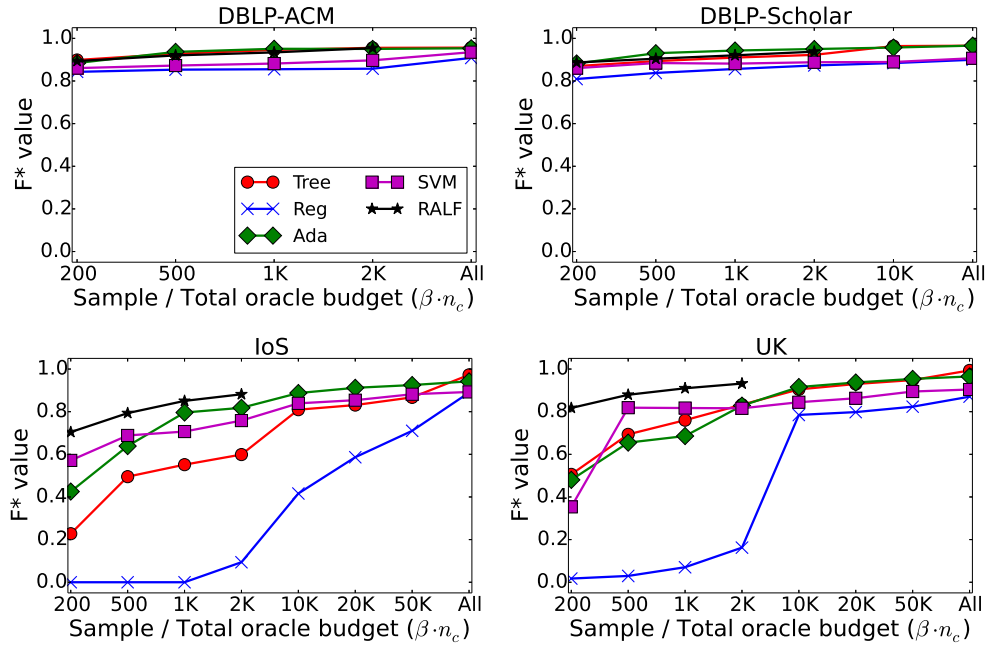 DBLP-ACM
1.0
0.8
0.6
0.4
0.2
0.0
F* value
Tree
Reg
Ada
SVM
RALF
200 500 1K 2K All
Sample / Total oracle budget (β·n_c)
DBLP-Scholar
1.0
0.8
0.6
0.4
0.2
0.0
F* value
200 500 1K 2K 10K All
Sample / Total oracle budget (β·n_c)
IoS
1.0
0.8
0.6
0.4
0.2
0.0
F* value
200 500 1K 2K 10K 20K 50K All
Sample / Total oracle budget (β·n_c)
UK
1.0
0.8
0.6
0.4
0.2
0.0
F* value
200 500 1K 2K 10K 20K 50K All
Sample / Total oracle budget (β·n_c)